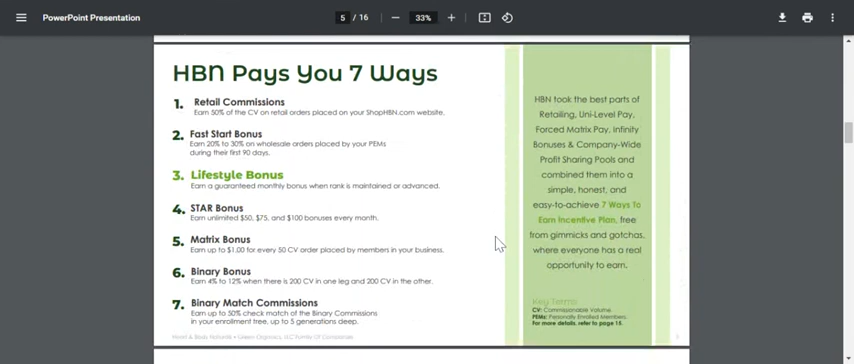 PowerPoint Presentation
5 / 16
33%
HBN Pays You 7 Ways
1. Retail Commissions
Earn 50% of the CV on retail orders placed on your ShopHBN.com website.
2. Fast Start Bonus
Earn 20% to 30% on wholesale orders placed by your PEMs
during their first 90 days.
3. Lifestyle Bonus
Earn a guaranteed monthly bonus when rank is maintained or advanced.
4. STAR Bonus
Earn unlimited $50, $75, and $100 bonuses every month.
5. Matrix Bonus
Earn up to $1.00 for every 50 CV order placed by members in your business.
6. Binary Bonus
Earn 4% to 12% when there is 200 CV in one leg and 200 CV in the other.
7. Binary Match Commissions
Earn up to 50% check match of the Binary Commissions
in your enrollment tree, up to 5 generations deep.
HBN took the best parts of
Retailing, Uni-Level Pay,
Forced Matrix Pay, Infinity
Bonuses & Company-Wide
Profit Sharing Pools and
combined them into a
simple, honest, and
easy-to-achieve 7 Ways To
Earn Incentive Plan, free
from gimmicks and gotchas,
where everyone has a real
opportunity to earn.
Key Terms
CV: Commissionable Volume.
PEMs: Personally Enrolled Members.
For more details, refer to page 15.